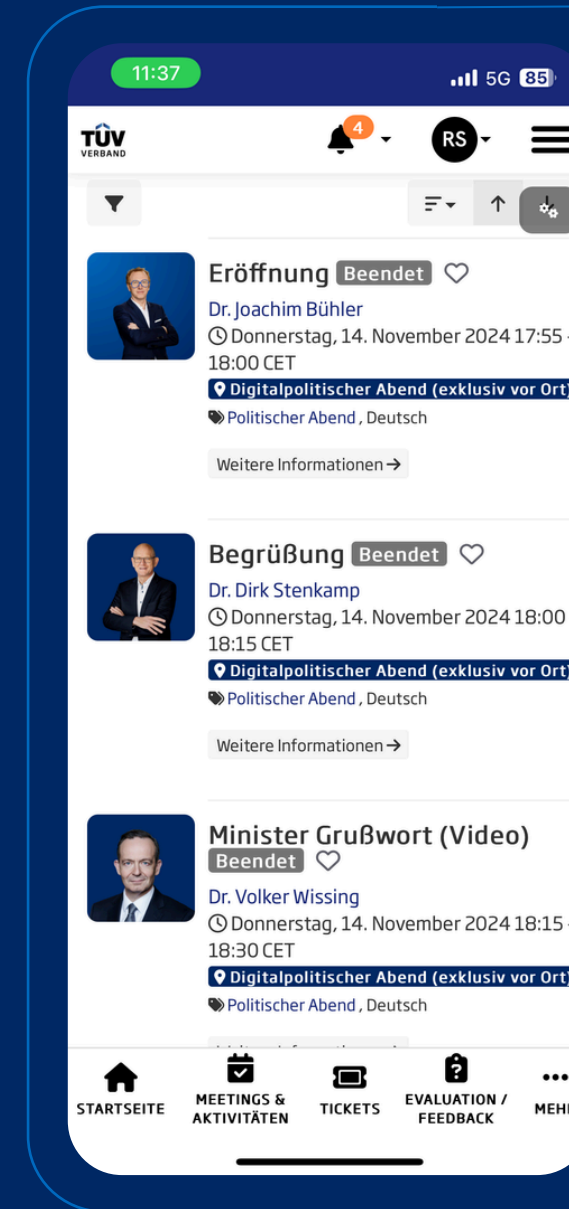 11:37
5G 85
TÜV
VERBAND
4
RS
Eröffnung Beendet
Dr. Joachim Bühler
Donnerstag, 14. November 2024 17:55 -
18:00 CET
Digitalpolitischer Abend (exklusiv vor Ort)
Politischer Abend , Deutsch
Weitere Informationen →
Begrüßung Beendet
Dr. Dirk Stenkamp
Donnerstag, 14. November 2024 18:00
18:15 CET
Digitalpolitischer Abend (exklusiv vor Ort)
Politischer Abend , Deutsch
Weitere Informationen →
Minister Grußwort (Video)
Beendet
Dr. Volker Wissing
Donnerstag, 14. November 2024 18:15 -
18:30 CET
Digitalpolitischer Abend (exklusiv vor Ort)
Politischer Abend , Deutsch
STARTSEITE
MEETINGS &
AKTIVITÄTEN
TICKETS
EVALUATION /
FEEDBACK